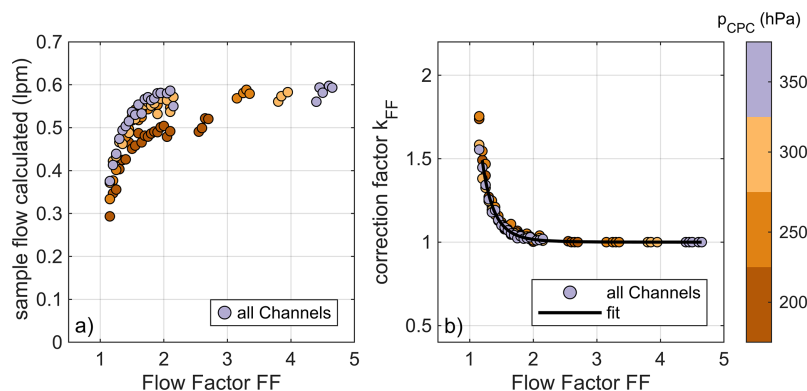 p_CPC (hPa)
0.7
0.6
0.5
0.4
0.3
0.2
0.1
0
sample flow calculated (lpm)
a)
all Channels
1 2 3 4 5
Flow Factor FF
2
1.5
1
0.5
correction factor k_FF
b)
all Channels
fit
1 2 3 4 5
Flow Factor FF
350
300
250
200